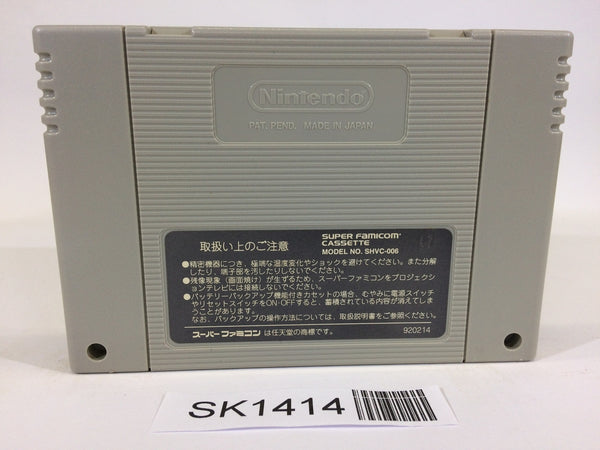 Nintendo
PAT. PEND. MADE IN JAPAN
取扱い上のご注意
SUPER FAMICOM
CASSETTE
MODEL NO. SHVC-006
●精密機器につき、極端な温度変化やショックを避けてください。また分解
したり、端子部を汚したりしないでください。
●残像現象（画面焼け）が生ずるため、スーパーファミコンをプロジェクシ
ョンテレビには接続しないでください。
●バッテリーバックアップ機能付きカセットの場合、むやみに電源スイッチ
やリセットスイッチをON・OFFすると、蓄積されている内容が消えてしま
うことがあります。
なお、バックアップの操作方法については、取扱説明書をご参照ください。
スーパーファミコン は任天堂の商標です。
920214
SK1414